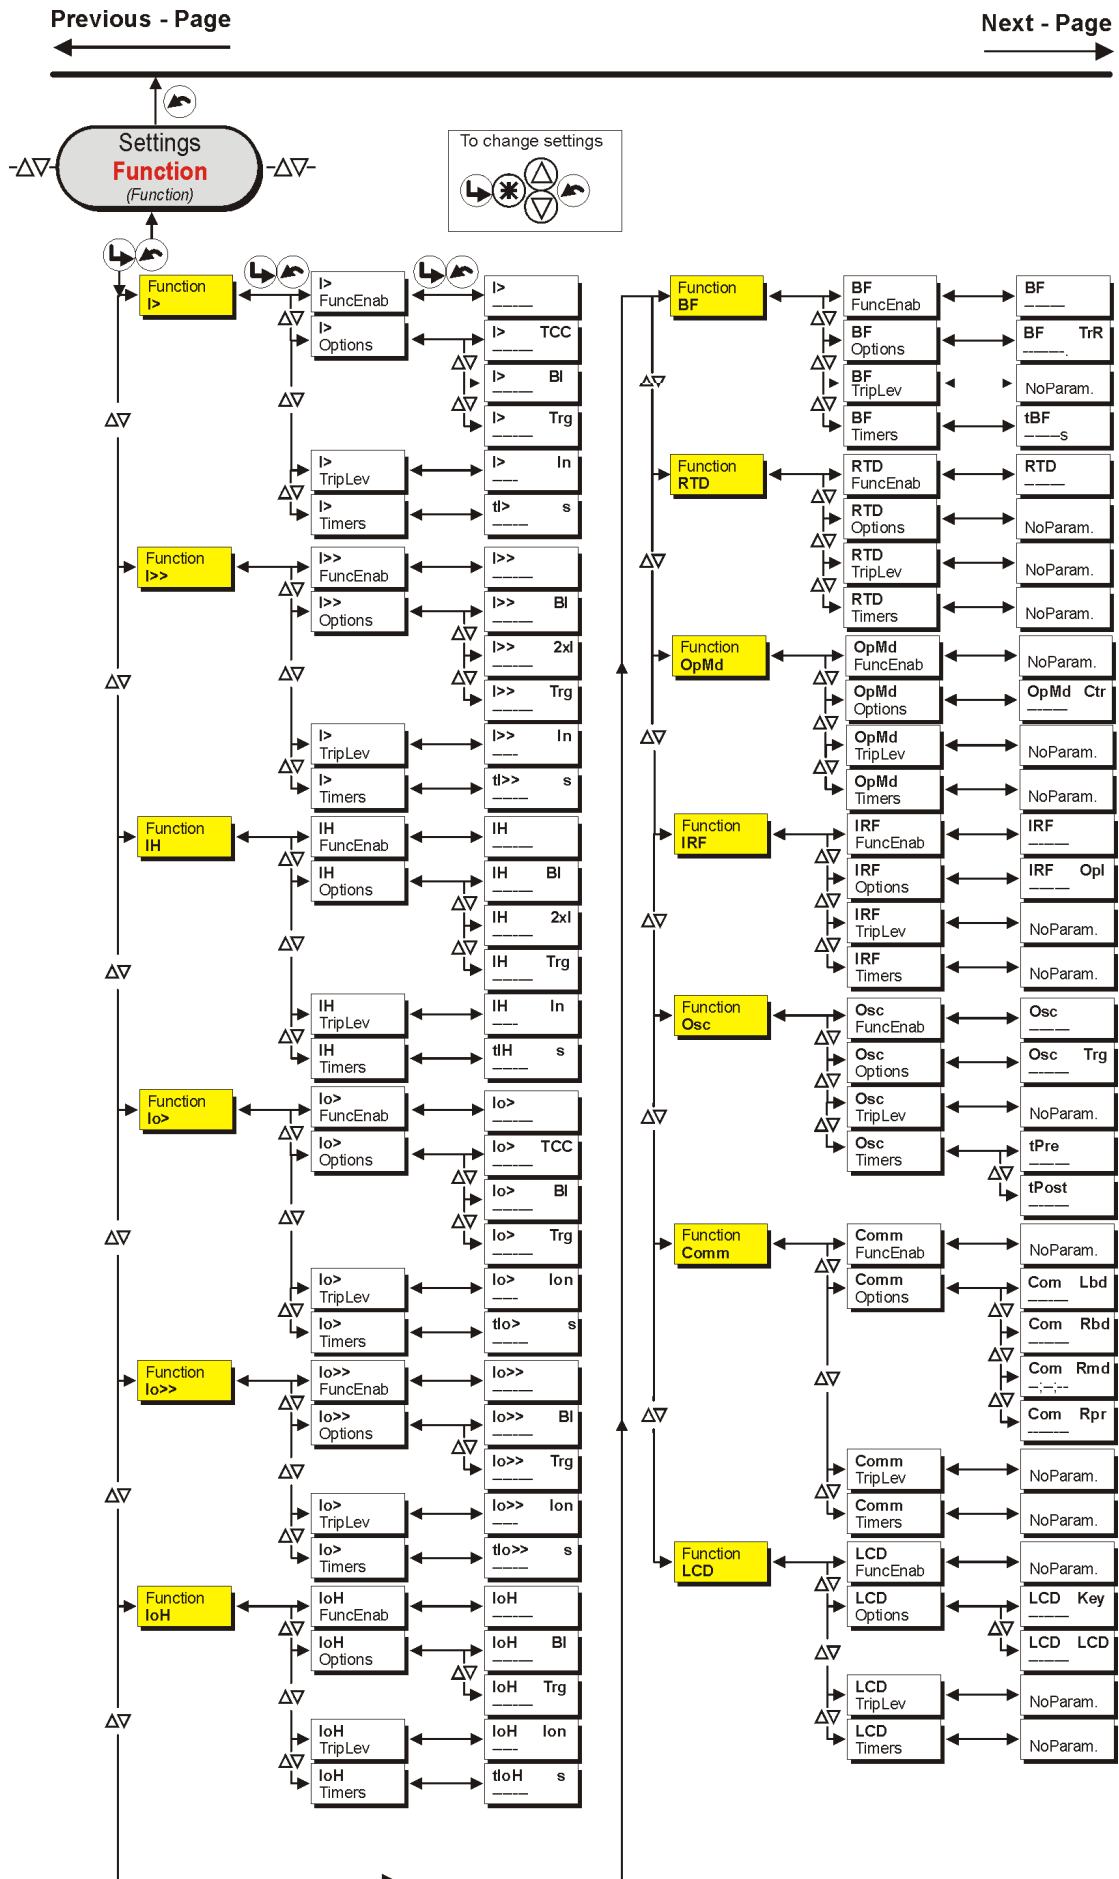 Previous - Page
Next - Page
Settings
Function
(Function)
To change settings
Function
I>
I>
FuncEnab
I>
I>
Options
I> TCC
I> BI
I> Trg
I>
TripLev
I> In
I>
Timers
tI> s
Function
I>>
I>>
FuncEnab
I>>
I>>
Options
I>> BI
I>> 2xI
I>> Trg
I>
TripLev
I>> In
I>
Timers
tI>> s
Function
IH
IH
FuncEnab
IH
IH
Options
IH BI
IH 2xI
IH Trg
IH
TripLev
IH In
IH
Timers
tIH s
Function
Io>
Io>
FuncEnab
Io>
Io>
Options
Io> TCC
Io> BI
Io> Trg
Io>
TripLev
Io> Ion
Io>
Timers
tIo> s
Function
Io>>
Io>>
FuncEnab
Io>>
Io>>
Options
Io>> BI
Io>> Trg
Io>
TripLev
Io>> Ion
Io>
Timers
tIo>> s
Function
IoH
IoH
FuncEnab
IoH
IoH
Options
IoH BI
IoH Trg
IoH
TripLev
IoH Ion
IoH
Timers
tIoH s
Function
BF
BF
FuncEnab
BF
BF
Options
BF TrR
BF
TripLev
NoParam.
BF
Timers
tBF
s
Function
RTD
RTD
FuncEnab
RTD
RTD
Options
NoParam.
RTD
TripLev
NoParam.
RTD
Timers
NoParam.
Function
OpMd
OpMd
FuncEnab
NoParam.
OpMd
Options
OpMd Ctr
OpMd
TripLev
NoParam.
OpMd
Timers
NoParam.
Function
IRF
IRF
FuncEnab
IRF
IRF
Options
IRF Opl
IRF
TripLev
NoParam.
IRF
Timers
NoParam.
Function
Osc
Osc
FuncEnab
Osc
Osc
Options
Osc Trg
Osc
TripLev
NoParam.
Osc
Timers
tPre
tPost
Function
Comm
Comm
FuncEnab
NoParam.
Comm
Options
Com Lbd
Com Rbd
Com Rmd
Com Rpr
Comm
TripLev
NoParam.
Comm
Timers
NoParam.
Function
LCD
LCD
FuncEnab
NoParam.
LCD
Options
LCD Key
LCD LCD
LCD
TripLev
NoParam.
LCD
Timers
NoParam.